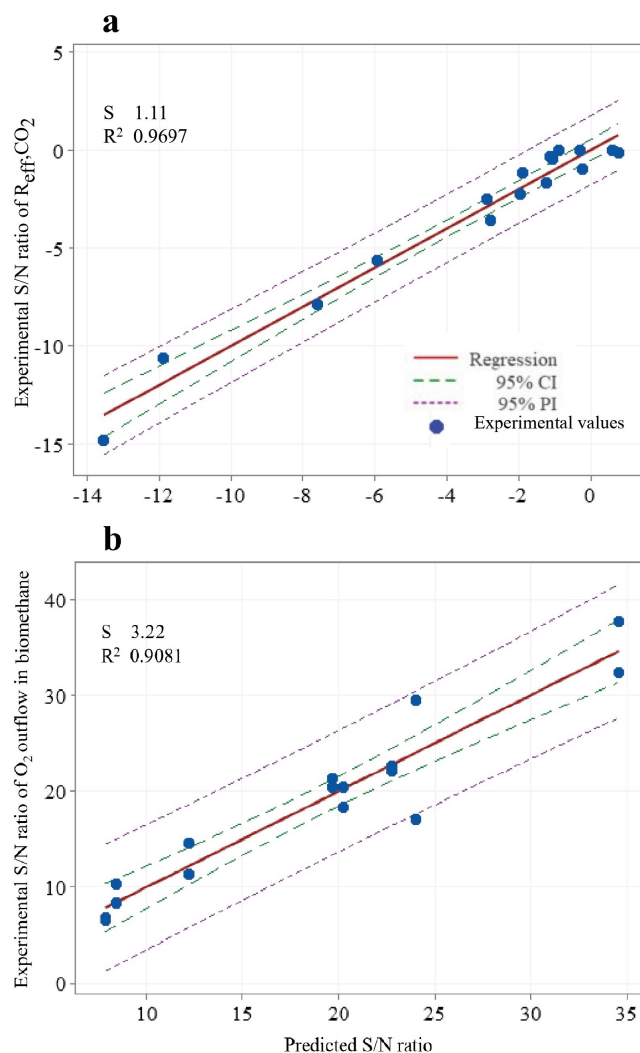 a
5
0
-5
-10
-15
Experimental S/N ratio of R_eff,CO₂
S 1.11
R² 0.9697
Regression
95% CI
95% PI
Experimental values
-14 -12 -10 -8 -6 -4 -2 0
b
40
30
20
10
0
Experimental S/N ratio of O₂ outflow in biomethane
S 3.22
R² 0.9081
10 15 20 25 30 35
Predicted S/N ratio